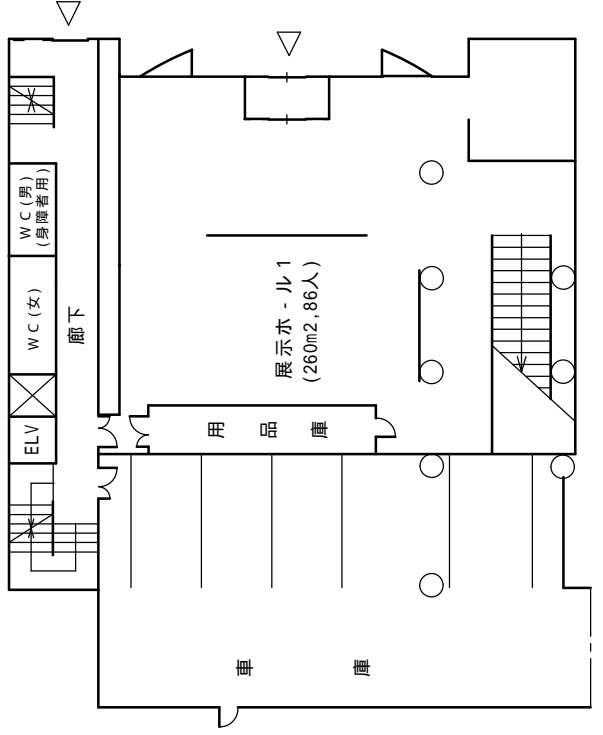 WC(男)
(身障者用)
WC(女)
廊下
ELV
展示ホ-ル1
(260m2,86人)
用品庫
車庫